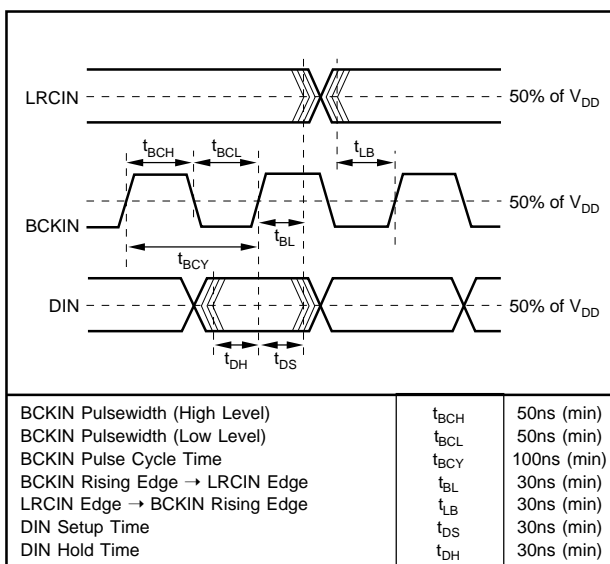 LRCIN
50% of V_DD
t_BCH
t_BCL
t_LB
BCKIN
50% of V_DD
t_BL
t_BCY
DIN
50% of V_DD
t_DH
t_DS
BCKIN Pulsewidth (High Level) t_BCH 50ns (min)
BCKIN Pulsewidth (Low Level) t_BCL 50ns (min)
BCKIN Pulse Cycle Time t_BCY 100ns (min)
BCKIN Rising Edge → LRCIN Edge t_BL 30ns (min)
LRCIN Edge → BCKIN Rising Edge t_LB 30ns (min)
DIN Setup Time t_DS 30ns (min)
DIN Hold Time t_DH 30ns (min)